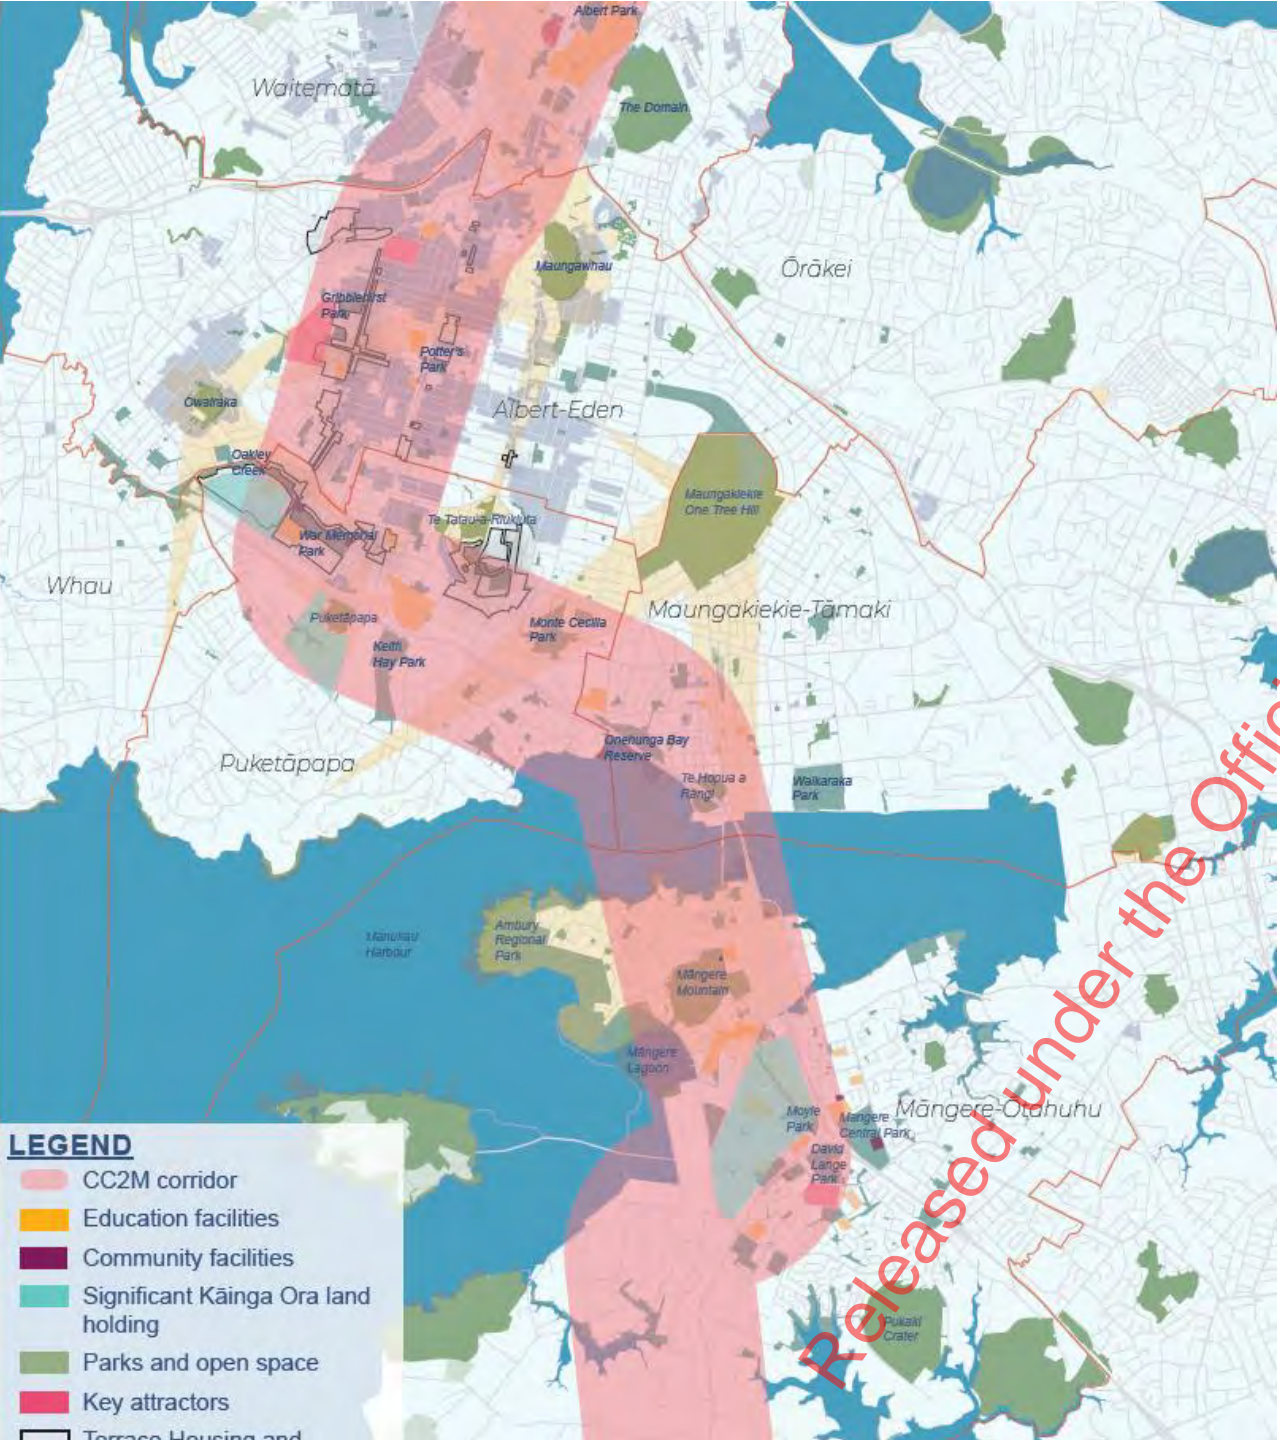 Albert Park
Waitematā
The Domain
Maungawhau
Ōrākei
Gribblehirst
Park
Potter's
Park
Owairaka
Albert-Eden
Oakley
Creek
Maungakiekie
One Tree Hill
Te Tatau-a-Riukiuta
War Memorial
Park
Whau
Maungakiekie-Tāmaki
Puketāpapa
Monte Cecilia
Park
Keith
Hay Park
Onehunga Bay
Reserve
Puketāpapa
Te Hopua a
Rangi
Waikaraka
Park
Ambury
Regional
Park
Manukau
Harbour
Māngere
Mountain
Māngere
Lagoon
Moyle
Park
Mangere
Central Park
Māngere-Ōtāhuhu
David
Lange
Park
Pukaki
Crater
Released under the Offici
LEGEND
CC2M corridor
Education facilities
Community facilities
Significant Kāinga Ora land
holding
Parks and open space
Key attractors
Terrace Housing and